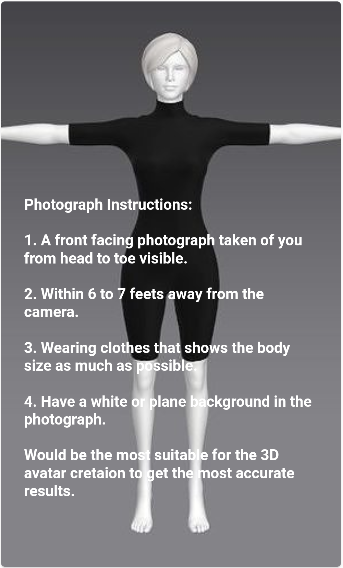 Photograph Instructions:
1. A front facing photograph taken of you
from head to toe visible.
2. Within 6 to 7 feets away from the
camera.
3. Wearing clothes that shows the body
size as much as possible.
4. Have a white or plane background in the
photograph.
Would be the most suitable for the 3D
avatar cretaion to get the most accurate
results.